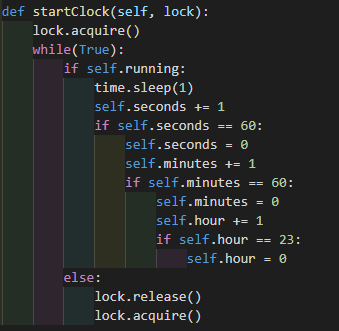 def startClock(self, lock):
    lock.acquire()
    while(True):
        if self.running:
            time.sleep(1)
            self.seconds += 1
            if self.seconds == 60:
                self.seconds = 0
                self.minutes += 1
                if self.minutes == 60:
                    self.minutes = 0
                    self.hour += 1
                    if self.hour == 23:
                        self.hour = 0
        else:
            lock.release()
            lock.acquire()